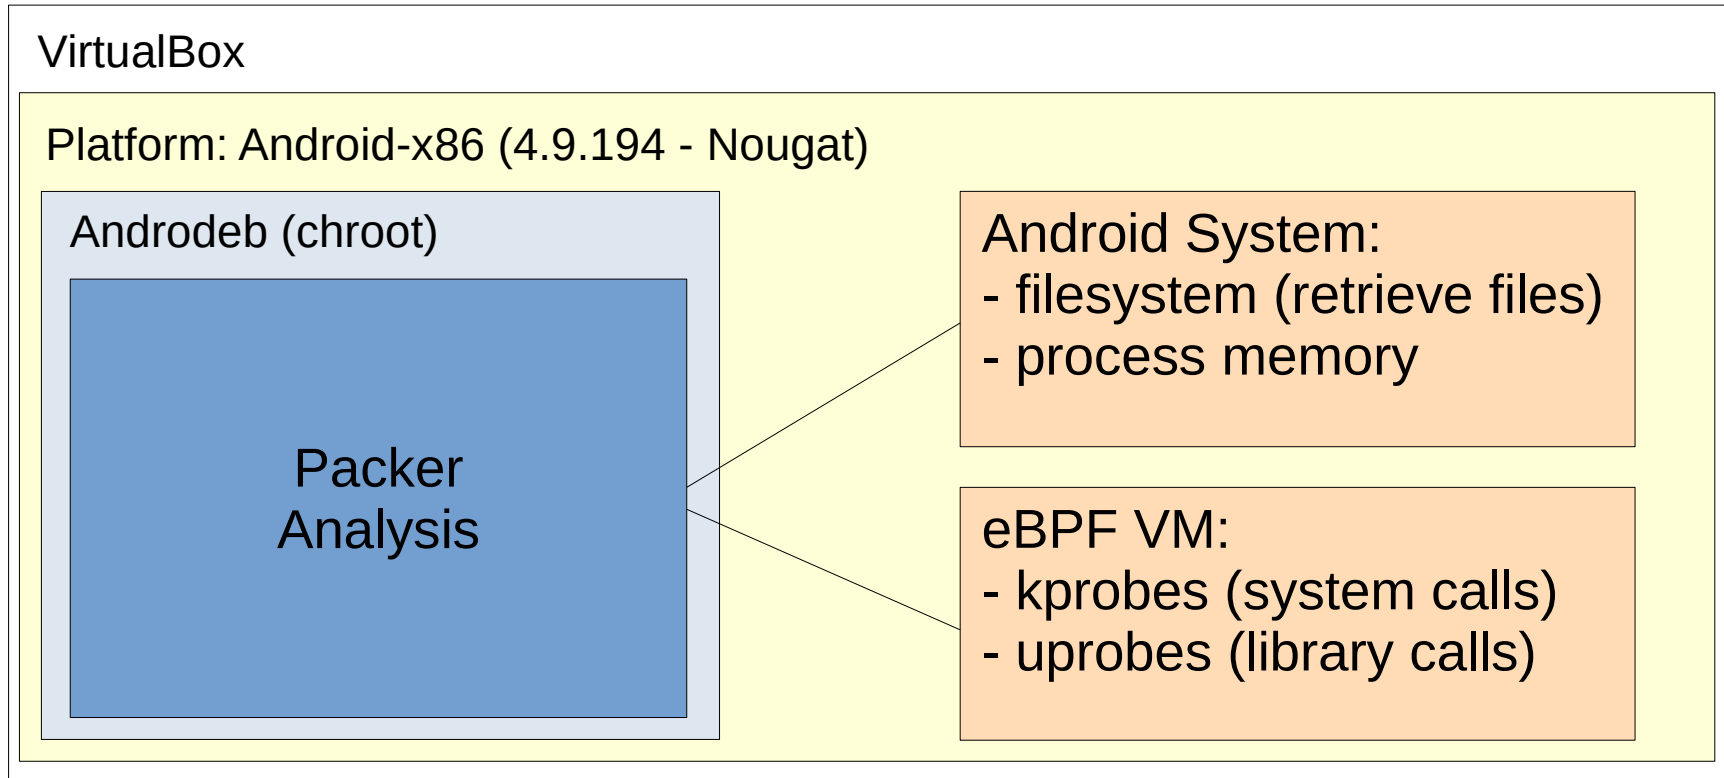 VirtualBox
Platform: Android-x86 (4.9.194 - Nougat)
Androdeb (chroot)
Packer
Analysis
Android System:
- filesystem (retrieve files)
- process memory
eBPF VM:
- kprobes (system calls)
- uprobes (library calls)